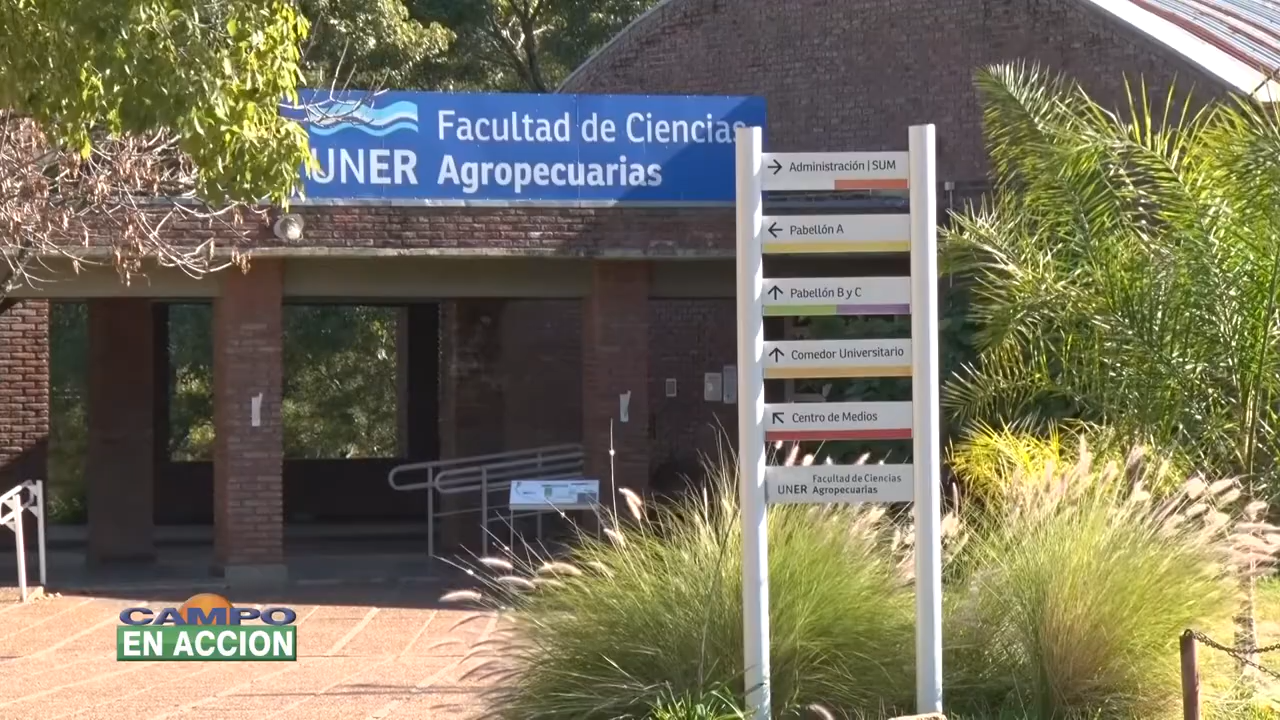 Facultad de Ciencias
UNER Agropecuarias
→ Administración | SUM
← Pabellón A
↑ Pabellón B y C
↑ Comedor Universitario
↖ Centro de Medios
Facultad de Ciencias
UNER Agropecuarias
CAMPO
EN ACCION